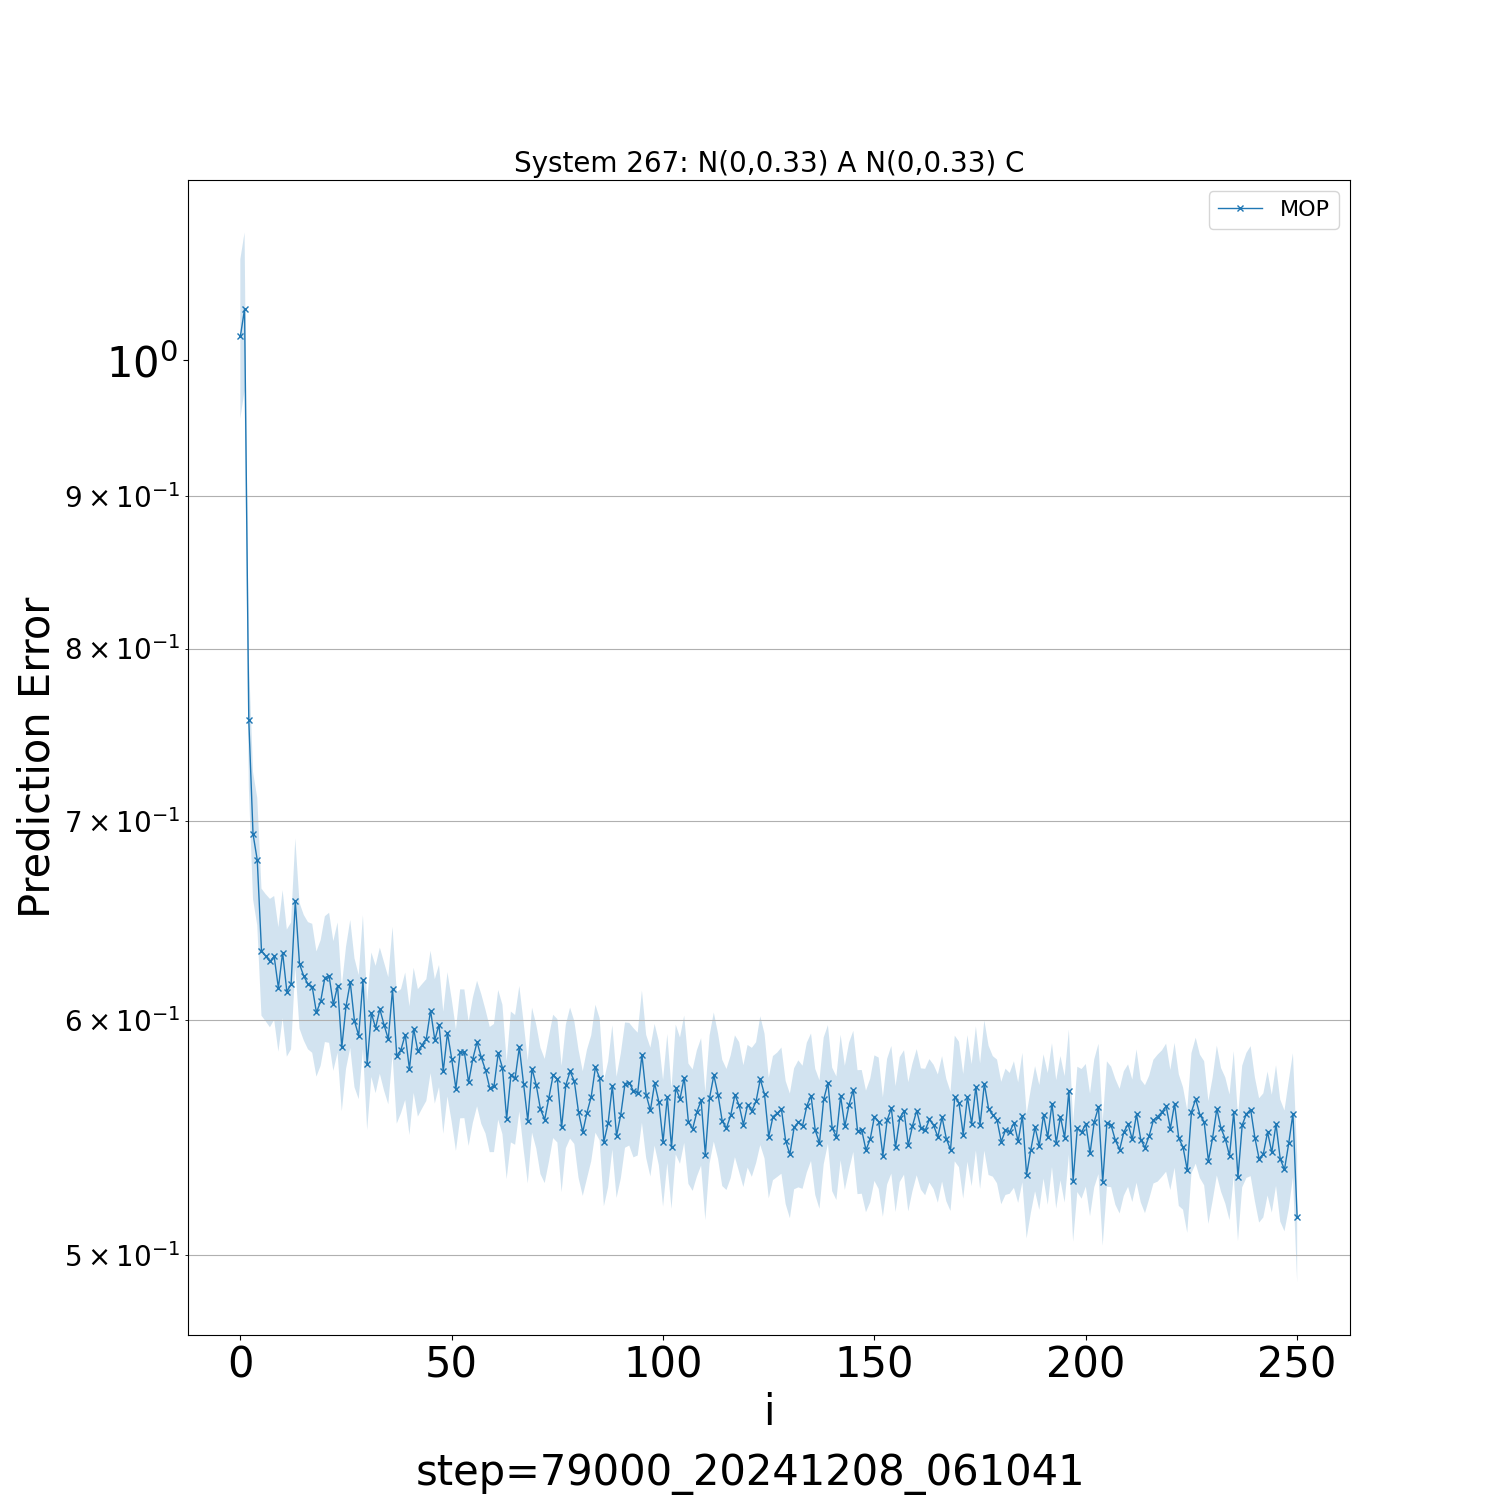 System 267: N(0,0.33) A N(0,0.33) C
MOP
10⁰
9 × 10⁻¹
8 × 10⁻¹
7 × 10⁻¹
6 × 10⁻¹
5 × 10⁻¹
Prediction Error
0 50 100 150 200 250
i
step=79000_20241208_061041